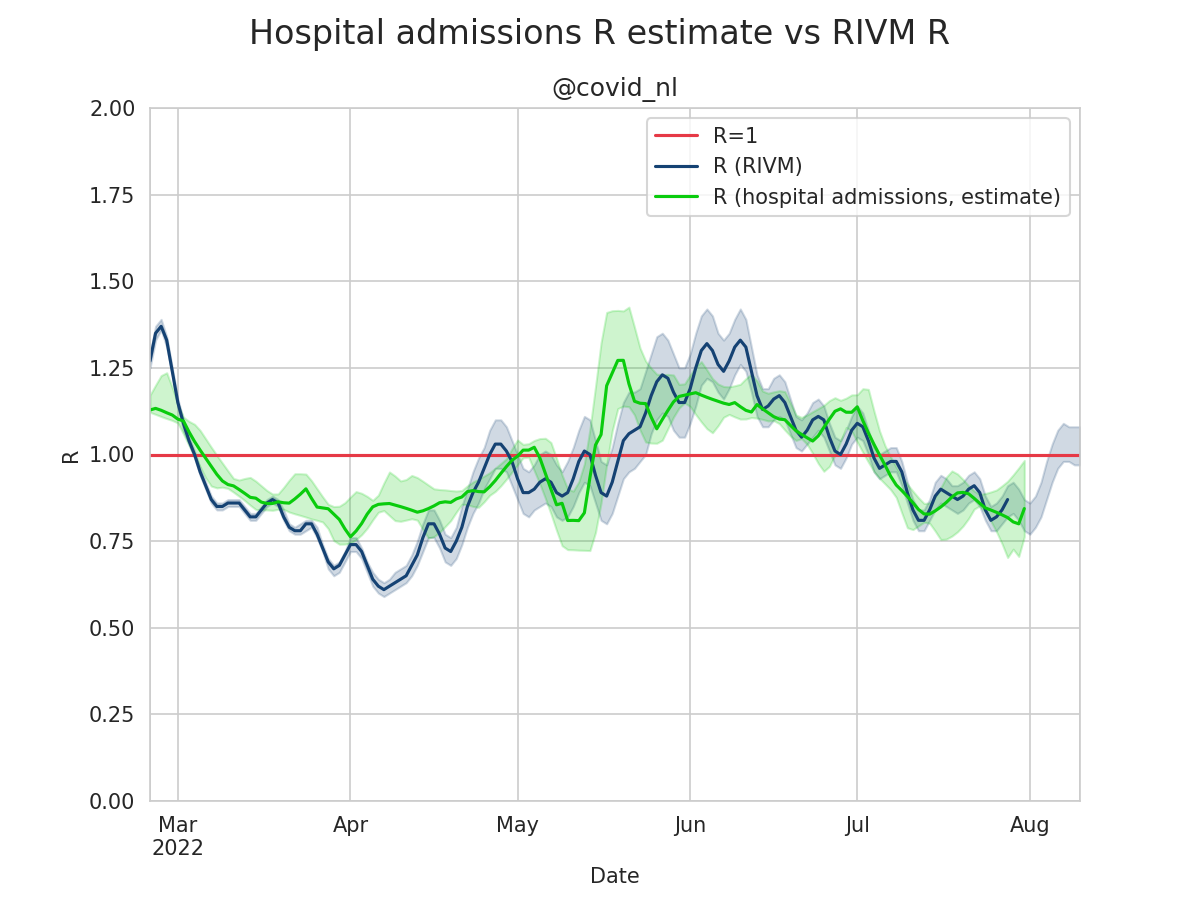 Hospital admissions R estimate vs RIVM R
@covid_nl
2.00
1.75
1.50
1.25
1.00
0.75
0.50
0.25
0.00
R
R=1
R (RIVM)
R (hospital admissions, estimate)
Mar Apr May Jun Jul Aug
2022
Date